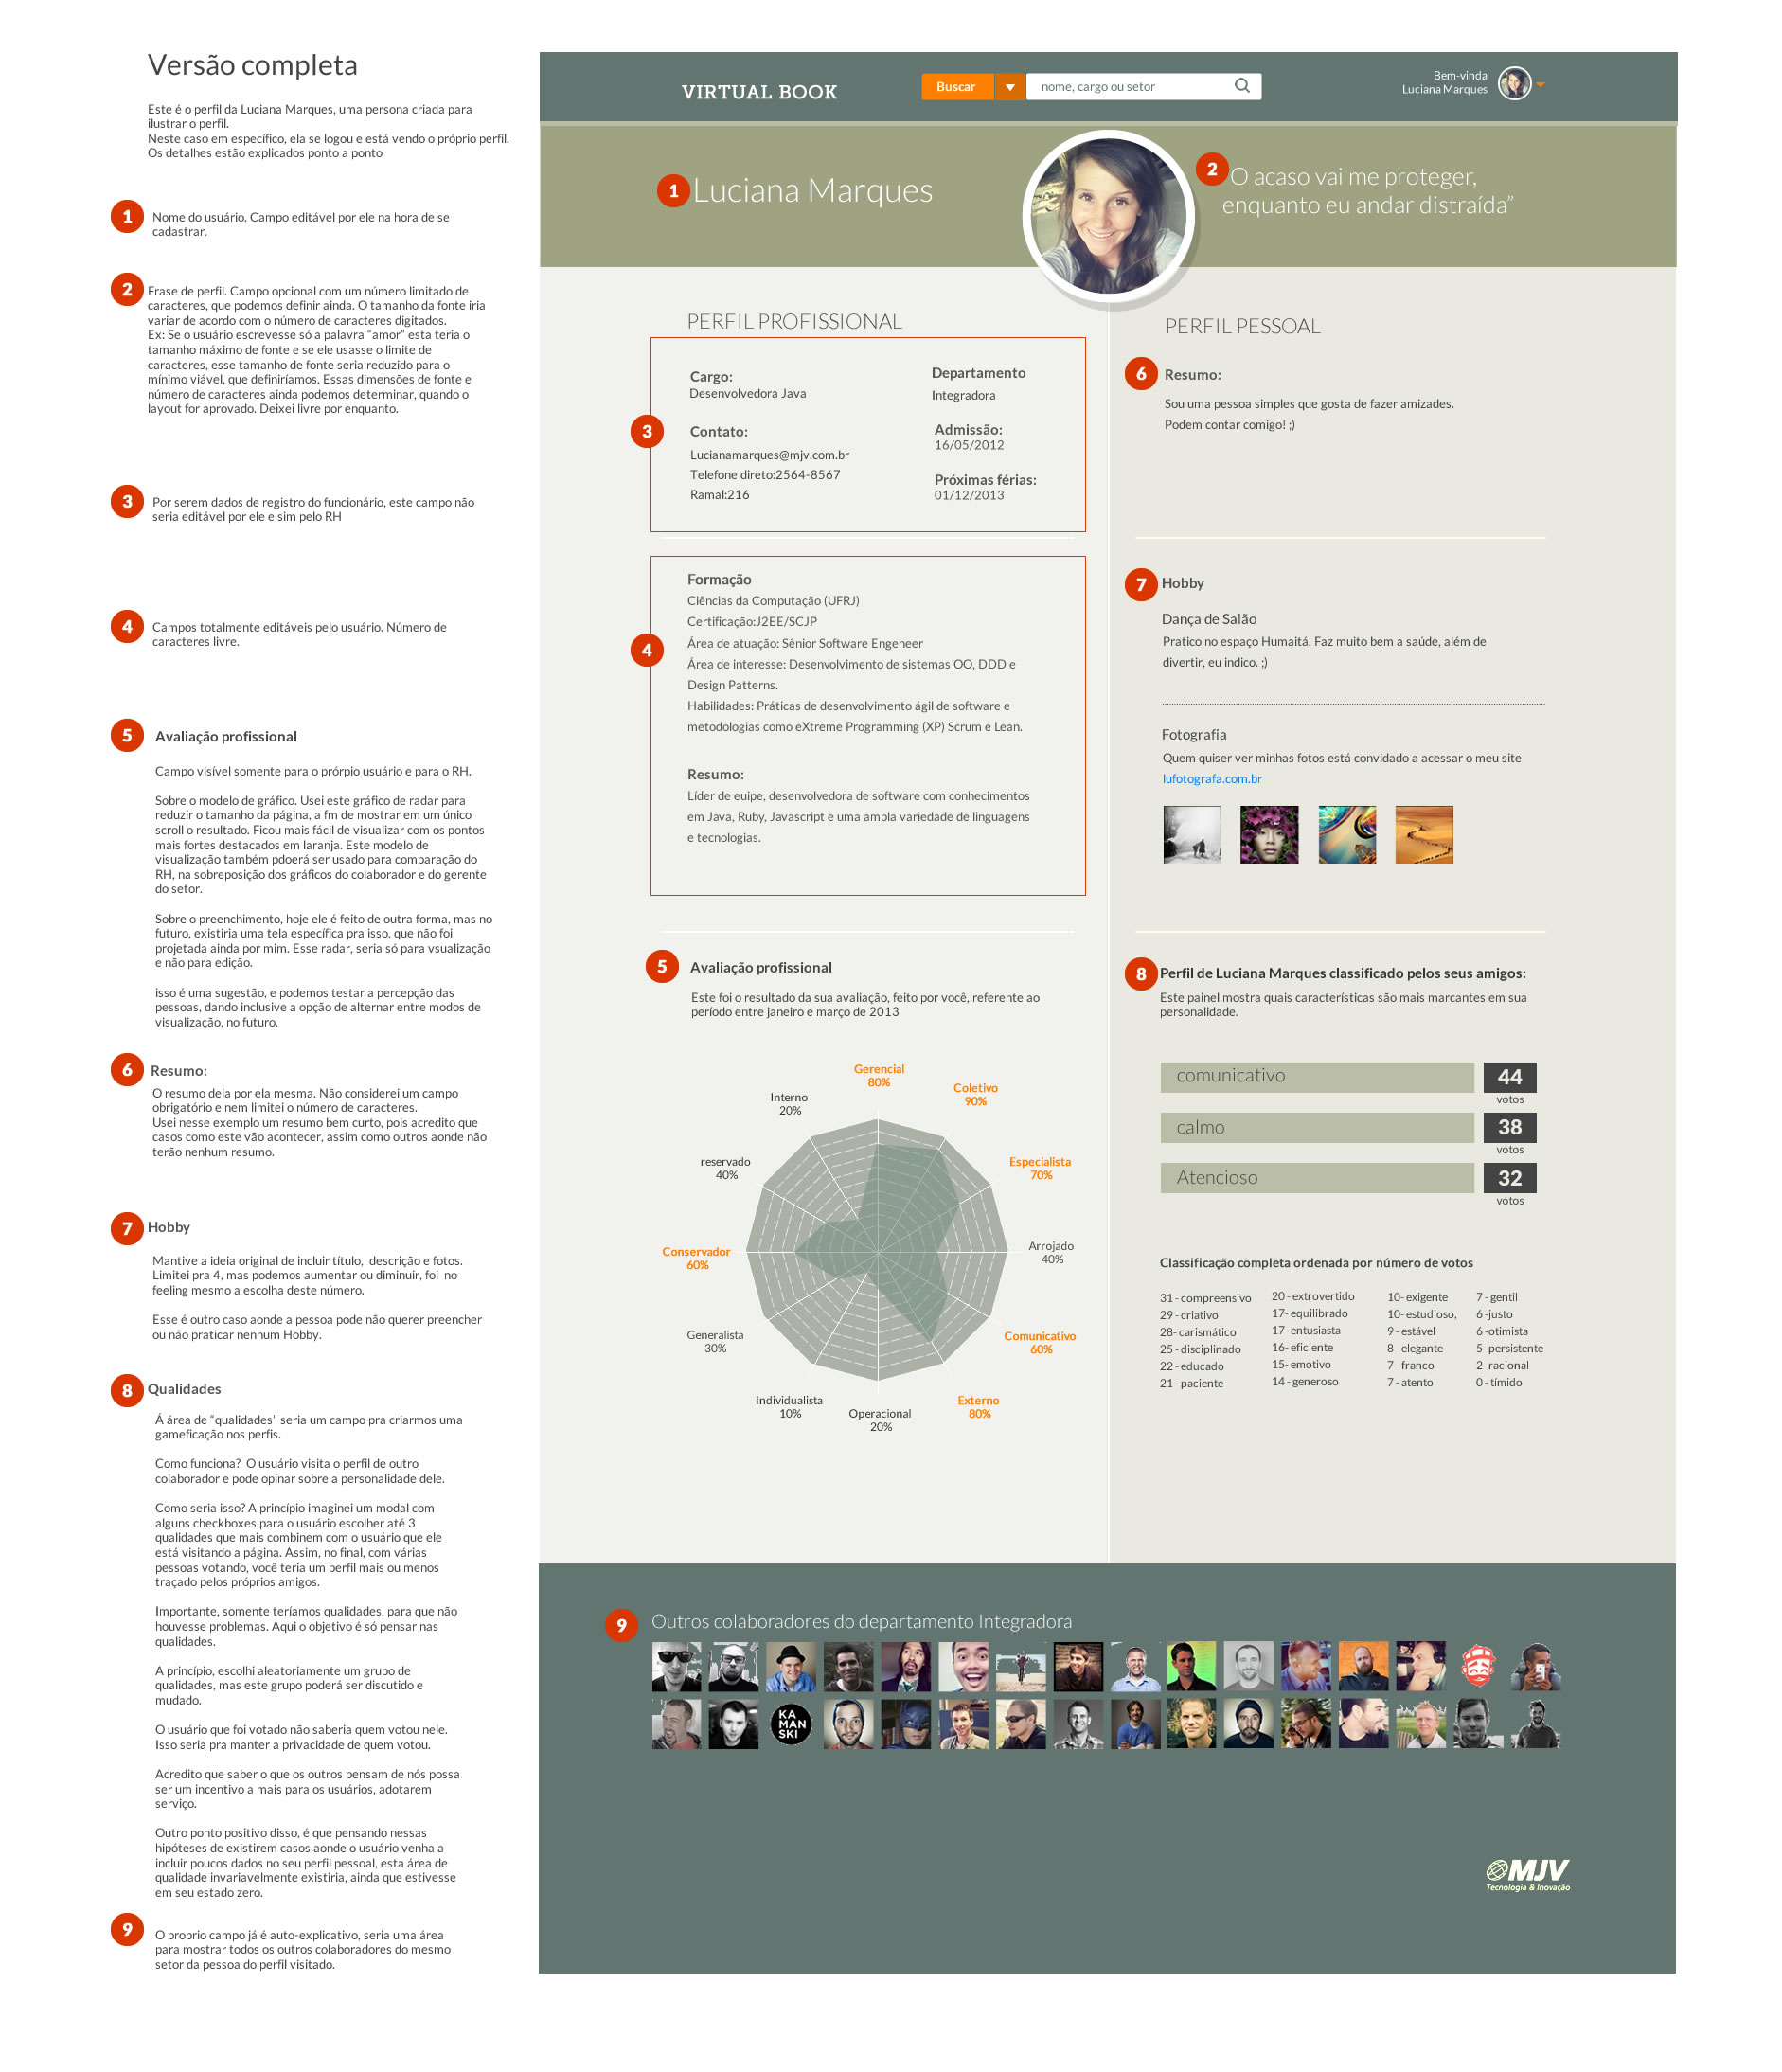 Versão completa
Este é o perfil da Luciana Marques, uma persona criada para
ilustrar o perfil.
Neste caso em específico, ela se logou e está vendo o próprio perfil.
Os detalhes estão explicados ponto a ponto
1
Nome do usuário. Campo editável por ele na hora de se
cadastrar.
2
Frase de perfil. Campo opcional com um número limitado de
caracteres, que podemos definir ainda. O tamanho da fonte iria
variar de acordo com o número de caracteres digitados.
Ex: Se o usuário escrevesse só a palavra “amor” esta teria o
tamanho máximo de fonte e se ele usasse o limite de
caracteres, esse tamanho de fonte seria reduzido para o
mínimo viável, que definiríamos. Essas dimensões de fonte e
número de caracteres ainda podemos determinar, quando o
layout for aprovado. Deixei livre por enquanto.
3
Por serem dados de registro do funcionário, este campo não
seria editável por ele e sim pelo RH
4
Campos totalmente editáveis pelo usuário. Número de
caracteres livre.
5
Avaliação profissional
Campo visível somente para o prórpio usuário e para o RH.
Sobre o modelo de gráfico. Usei este gráfico de radar para
reduzir o tamanho da página, a fm de mostrar em um único
scroll o resultado. Ficou mais fácil de visualizar com os pontos
mais fortes destacados em laranja. Este modelo de
visualização também pdoerá ser usado para comparação do
RH, na sobreposição dos gráficos do colaborador e do gerente
do setor.
Sobre o preenchimento, hoje ele é feito de outra forma, mas no
futuro, existiria uma tela específica pra isso, que não foi
projetada ainda por mim. Esse radar, seria só para vsualização
e não para edição.
isso é uma sugestão, e podemos testar a percepção das
pessoas, dando inclusive a opção de alternar entre modos de
visualização, no futuro.
6
Resumo:
O resumo dela por ela mesma. Não considerei um campo
obrigatório e nem limitei o número de caracteres.
Usei nesse exemplo um resumo bem curto, pois acredito que
casos como este vão acontecer, assim como outros aonde não
terão nenhum resumo.
7
Hobby
Mantive a ideia original de incluir título, descrição e fotos.
Limitei pra 4, mas podemos aumentar ou diminuir, foi no
feeling mesmo a escolha deste número.
Esse é outro caso aonde a pessoa pode não querer preencher
ou não praticar nenhum Hobby.
8
Qualidades
Á área de “qualidades” seria um campo pra criarmos uma
gameficação nos perfis.
Como funciona? O usuário visita o perfil de outro
colaborador e pode opinar sobre a personalidade dele.
Como seria isso? A princípio imaginei um modal com
alguns checkboxes para o usuário escolher até 3
qualidades que mais combinem com o usuário que ele
está visitando a página. Assim, no final, com várias
pessoas votando, você teria um perfil mais ou menos
traçado pelos próprios amigos.
Importante, somente teríamos qualidades, para que não
houvesse problemas. Aqui o objetivo é só pensar nas
qualidades.
A princípio, escolhi aleatoriamente um grupo de
qualidades, mas este grupo poderá ser discutido e
mudado.
O usuário que foi votado não saberia quem votou nele.
Isso seria pra manter a privacidade de quem votou.
Acredito que saber o que os outros pensam de nós possa
ser um incentivo a mais para os usuários, adotarem
serviço.
Outro ponto positivo disso, é que pensando nessas
hipóteses de existirem casos aonde o usuário venha a
incluir poucos dados no seu perfil pessoal, esta área de
qualidade invariavelmente existiria, ainda que estivesse
em seu estado zero.
9
O proprio campo já é auto-explicativo, seria uma área
para mostrar todos os outros colaboradores do mesmo
setor da pessoa do perfil visitado.
VIRTUAL BOOK
Buscar
nome, cargo ou setor
Bem-vinda
Luciana Marques
1
Luciana Marques
2
O acaso vai me proteger,
enquanto eu andar distraída”
PERFIL PROFISSIONAL
3
Cargo:
Desenvolvedora Java
Contato:
Lucianamarques@mjv.com.br
Telefone direto:2564-8567
Ramal:216
Departamento
Integradora
Admissão:
16/05/2012
Próximas férias:
01/12/2013
4
Formação
Ciências da Computação (UFRJ)
Certificação:J2EE/SCJP
Área de atuação: Sênior Software Engeneer
Área de interesse: Desenvolvimento de sistemas OO, DDD e
Design Patterns.
Habilidades: Práticas de desenvolvimento ágil de software e
metodologias como eXtreme Programming (XP) Scrum e Lean.
Resumo:
Líder de euipe, desenvolvedora de software com conhecimentos
em Java, Ruby, Javascript e uma ampla variedade de linguagens
e tecnologias.
5
Avaliação profissional
Este foi o resultado da sua avaliação, feito por você, referente ao
período entre janeiro e março de 2013
Gerencial
80%
Coletivo
90%
Especialista
70%
Arrojado
40%
Comunicativo
60%
Externo
80%
Operacional
20%
Individualista
10%
Generalista
30%
Conservador
60%
reservado
40%
Interno
20%
PERFIL PESSOAL
6
Resumo:
Sou uma pessoa simples que gosta de fazer amizades.
Podem contar comigo! ;)
7
Hobby
Dança de Salão
Pratico no espaço Humaitá. Faz muito bem a saúde, além de
divertir, eu indico. ;)
Fotografia
Quem quiser ver minhas fotos está convidado a acessar o meu site
lufotografa.com.br
8
Perfil de Luciana Marques classificado pelos seus amigos:
Este painel mostra quais características são mais marcantes em sua
personalidade.
comunicativo
44
votos
calmo
38
votos
Atencioso
32
votos
Classificação completa ordenada por número de votos
31 - compreensivo
29 - criativo
28- carismático
25 - disciplinado
22 - educado
21 - paciente
20 - extrovertido
17- equilibrado
17- entusiasta
16- eficiente
15- emotivo
14 - generoso
10- exigente
10- estudioso,
9 - estável
8 - elegante
7 - franco
7 - atento
7 - gentil
6 -justo
6 -otimista
5- persistente
2 -racional
0 - tímido
9
Outros colaboradores do departamento Integradora
KA
MAN
SKI
MJV
Tecnologia & Inovação